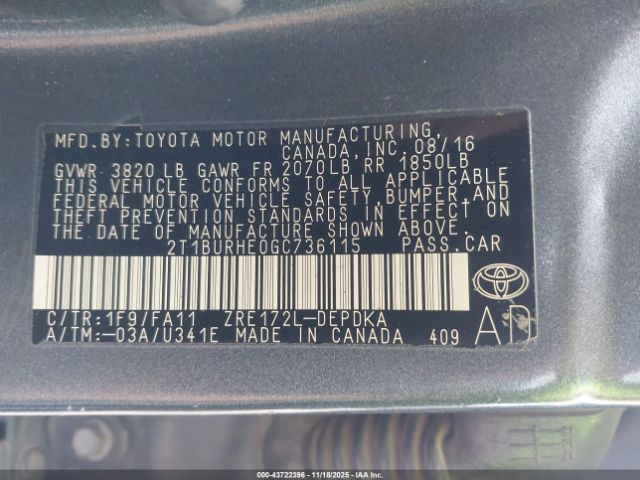 MFD.BY:TOYOTA MOTOR MANUFACTURING,
CANADA,INC. 08/16
GVWR 3820 LB GAWR FR 2070LB RR 1850LB
THIS VEHICLE CONFORMS TO ALL APPLICABLE
FEDERAL MOTOR VEHICLE SAFETY,BUMPER,AND
THEFT PREVENTION STANDARDS IN EFFECT ON
THE DATE OF MANUFACTURE SHOWN ABOVE.
2T1BURHE0GC736115 PASS.CAR
C/TR:1F9/FA11 ZRE172L-DEPDKA
A/TM:-03A/U341E MADE IN CANADA 409
AD
000-43722396 - 11/18/2025 - IAA Inc.